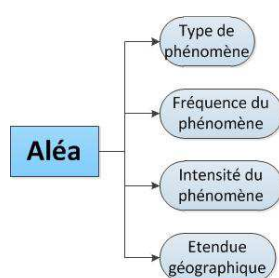 Aléa
Type de
phénomène
Fréquence du
phénomène
Intensité du
phénomène
Etendue
géographique